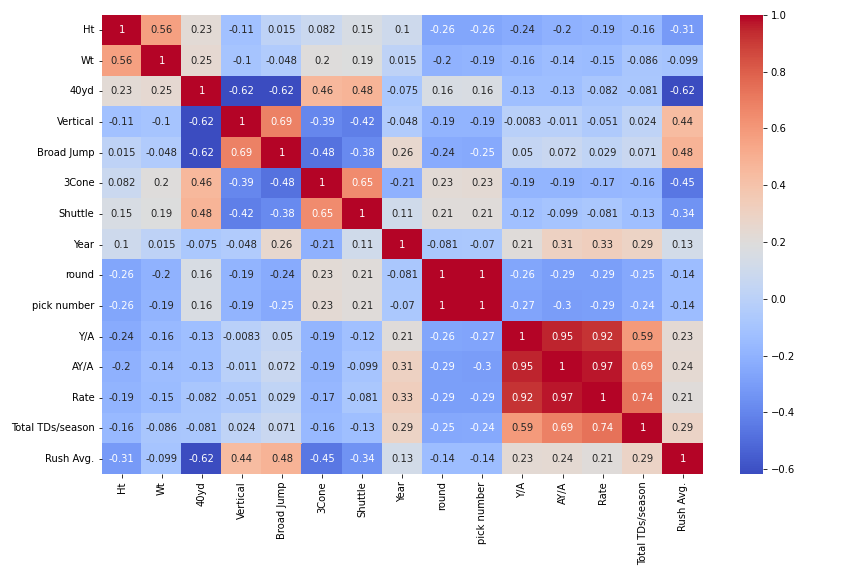 Ht 1 0.56 0.23 -0.11 0.015 0.082 0.15 0.1 -0.26 -0.26 -0.24 -0.2 -0.19 -0.16 -0.31
Wt 0.56 1 0.25 -0.1 -0.048 0.2 0.19 0.015 -0.2 -0.19 -0.16 -0.14 -0.15 -0.086 -0.099
40yd 0.23 0.25 1 -0.62 -0.62 0.46 0.48 -0.075 0.16 0.16 -0.13 -0.13 -0.082 -0.081 -0.62
Vertical -0.11 -0.1 -0.62 1 0.69 -0.39 -0.42 -0.048 -0.19 -0.19 -0.0083 -0.011 -0.051 0.024 0.44
Broad Jump 0.015 -0.048 -0.62 0.69 1 -0.48 -0.38 0.26 -0.24 -0.25 0.05 0.072 0.029 0.071 0.48
3Cone 0.082 0.2 0.46 -0.39 -0.48 1 0.65 -0.21 0.23 0.23 -0.19 -0.19 -0.17 -0.16 -0.45
Shuttle 0.15 0.19 0.48 -0.42 -0.38 0.65 1 0.11 0.21 0.21 -0.12 -0.099 -0.081 -0.13 -0.34
Year 0.1 0.015 -0.075 -0.048 0.26 -0.21 0.11 1 -0.081 -0.07 0.21 0.31 0.33 0.29 0.13
round -0.26 -0.2 0.16 -0.19 -0.24 0.23 0.21 -0.081 1 1 -0.26 -0.29 -0.29 -0.25 -0.14
pick number -0.26 -0.19 0.16 -0.19 -0.25 0.23 0.21 -0.07 1 1 -0.27 -0.3 -0.29 -0.24 -0.14
Y/A -0.24 -0.16 -0.13 -0.0083 0.05 -0.19 -0.12 0.21 -0.26 -0.27 1 0.95 0.92 0.59 0.23
AY/A -0.2 -0.14 -0.13 -0.011 0.072 -0.19 -0.099 0.31 -0.29 -0.3 0.95 1 0.97 0.69 0.24
Rate -0.19 -0.15 -0.082 -0.051 0.029 -0.17 -0.081 0.33 -0.29 -0.29 0.92 0.97 1 0.74 0.21
Total TDs/season -0.16 -0.086 -0.081 0.024 0.071 -0.16 -0.13 0.29 -0.25 -0.24 0.59 0.69 0.74 1 0.29
Rush Avg. -0.31 -0.099 -0.62 0.44 0.48 -0.45 -0.34 0.13 -0.14 -0.14 0.23 0.24 0.21 0.29 1
Ht Wt 40yd Vertical Broad Jump 3Cone Shuttle Year round pick number Y/A AY/A Rate Total TDs/season Rush Avg.
1.0
0.8
0.6
0.4
0.2
0.0
−0.2
−0.4
−0.6